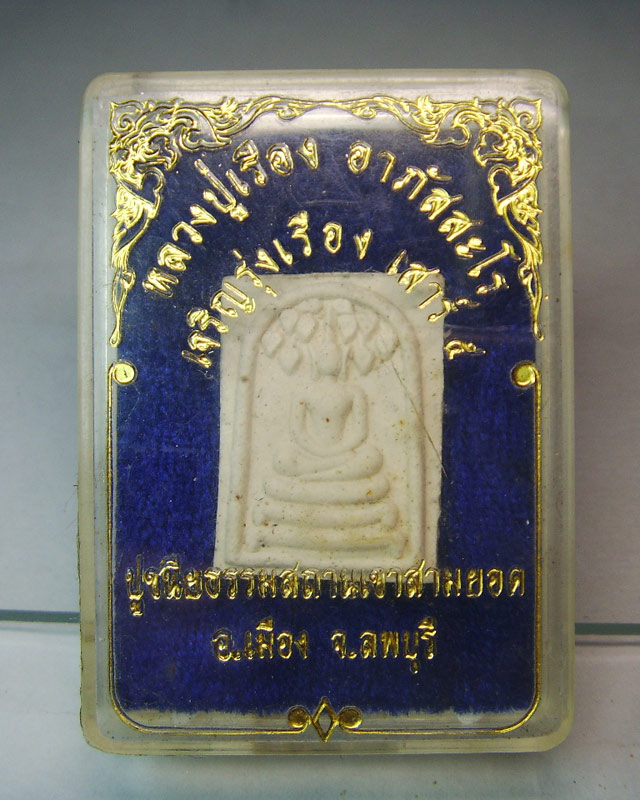 หลวงปู่เรือง อาภัสสะโร
เจริญรุ่งเรือง เสาร์ ๕
ปูชนียธรรมสถานเขาสามยอด
อ.เมือง จ.ลพบุรี